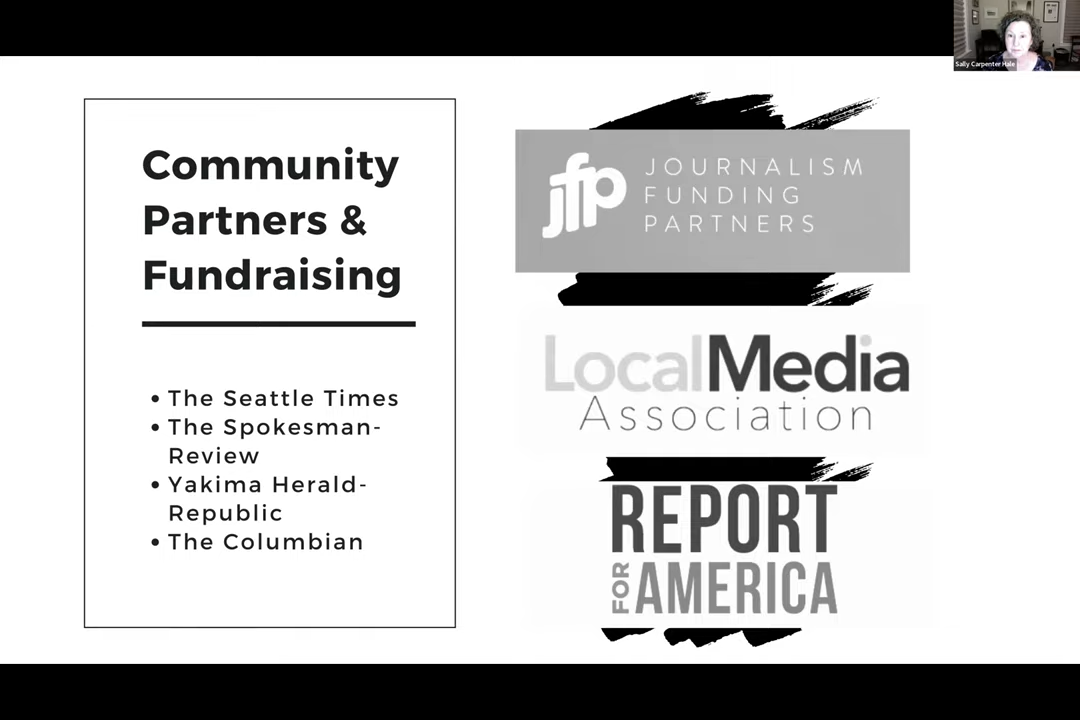 Sally Carpenter Hale
Community
Partners &
Fundraising
• The Seattle Times
• The Spokesman-
Review
• Yakima Herald-
Republic
• The Columbian
jfp
JOURNALISM
FUNDING
PARTNERS
LocalMedia
Association
REPORT
FOR AMERICA